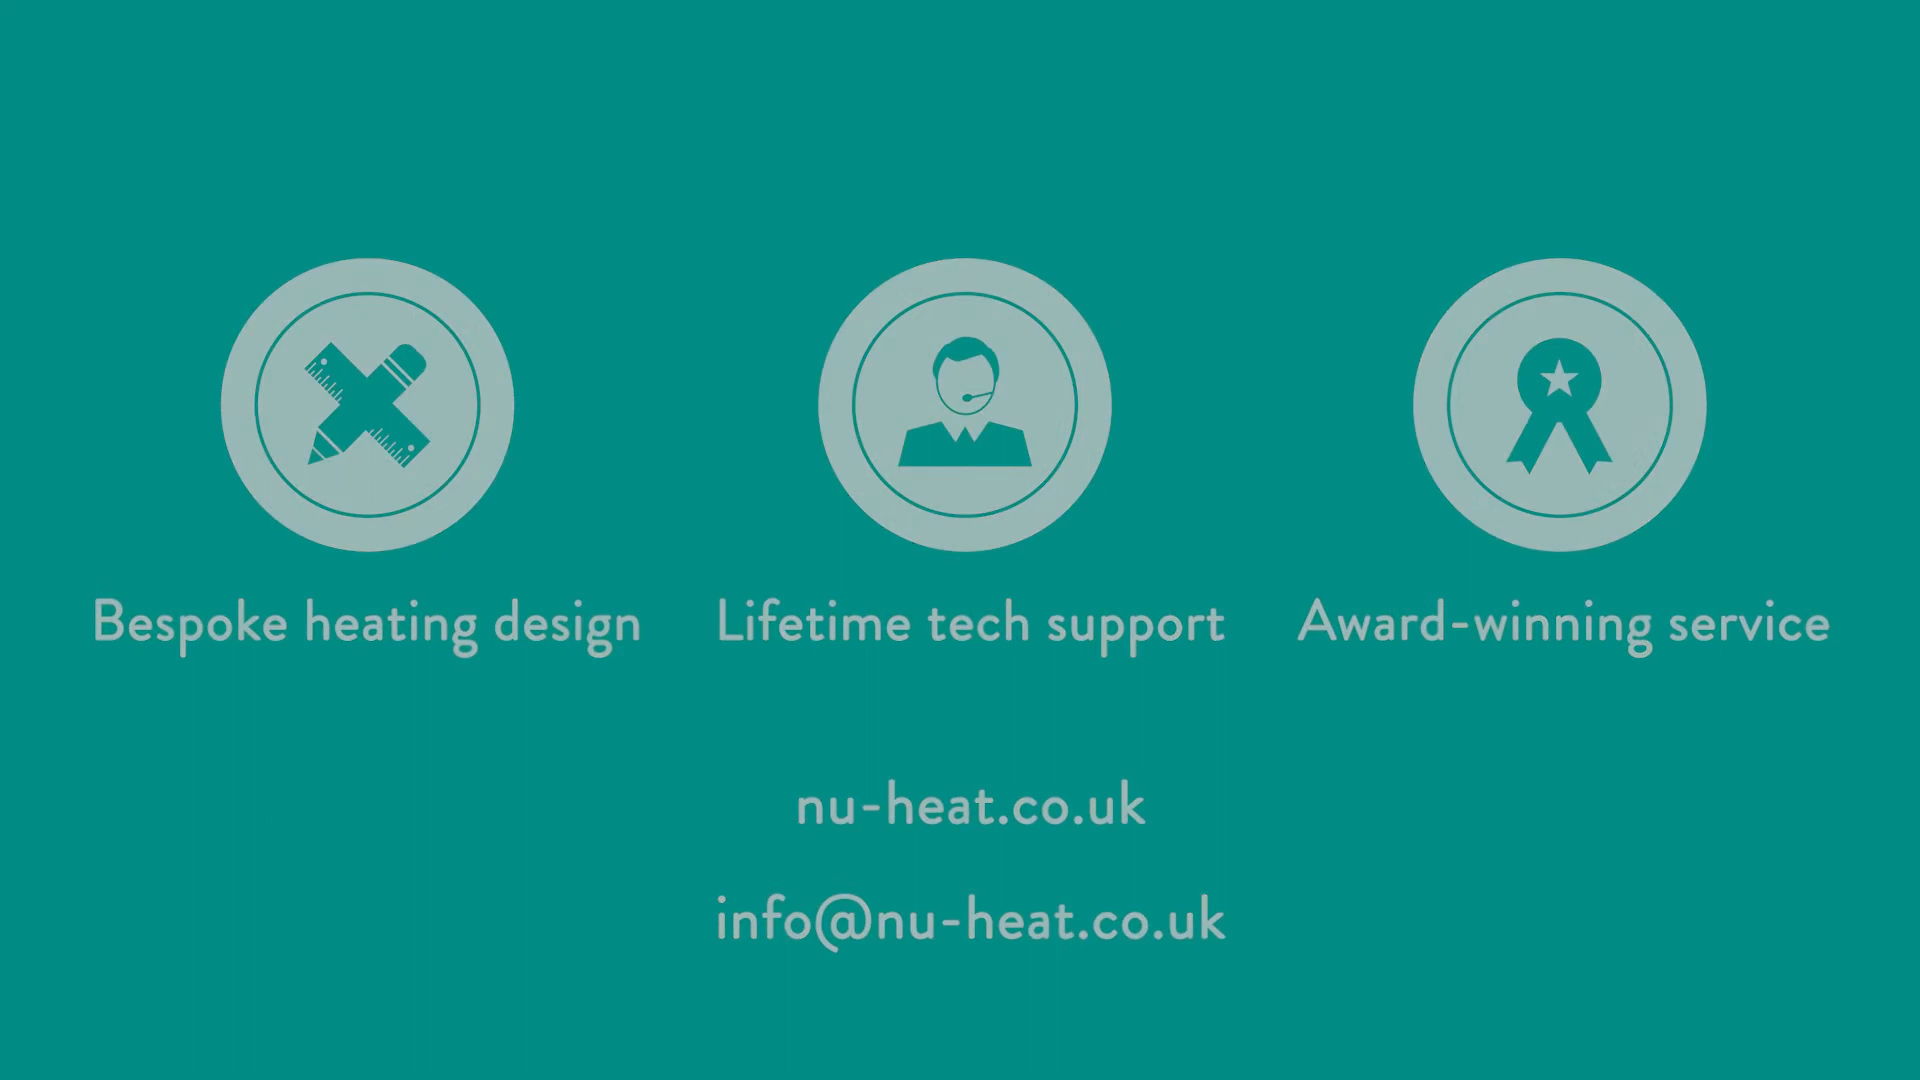 Bespoke heating design
Lifetime tech support
Award-winning service
nu-heat.co.uk
info@nu-heat.co.uk